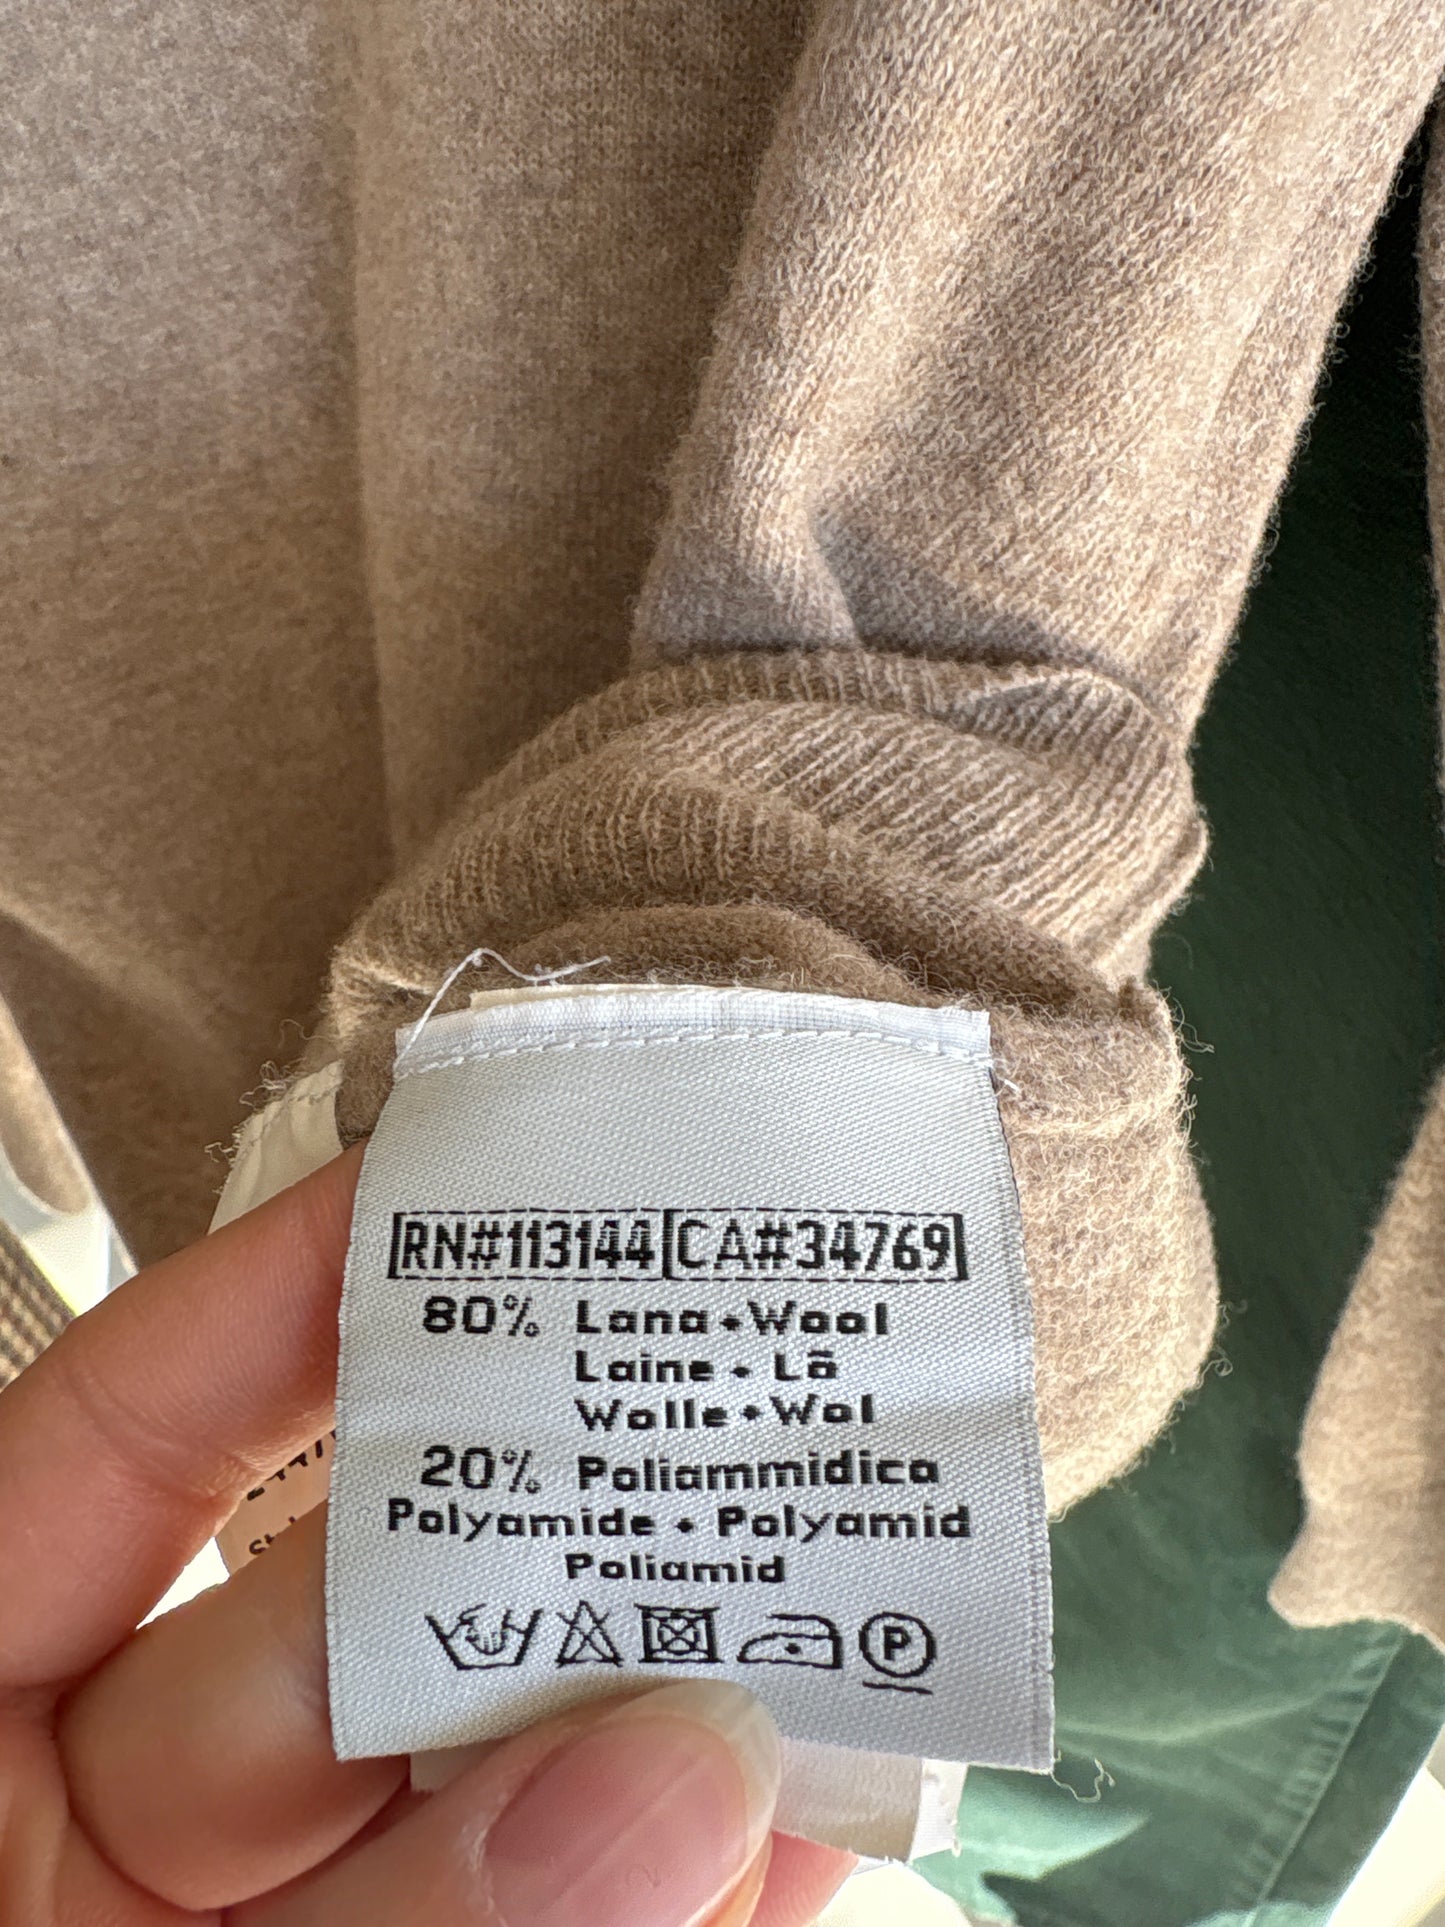 RN#113144 CA#34769
80% Lana • Wool
Laine • Lã
Wolle • Wol
20% Poliammidica
Polyamide • Polyamid
Poliamid
P